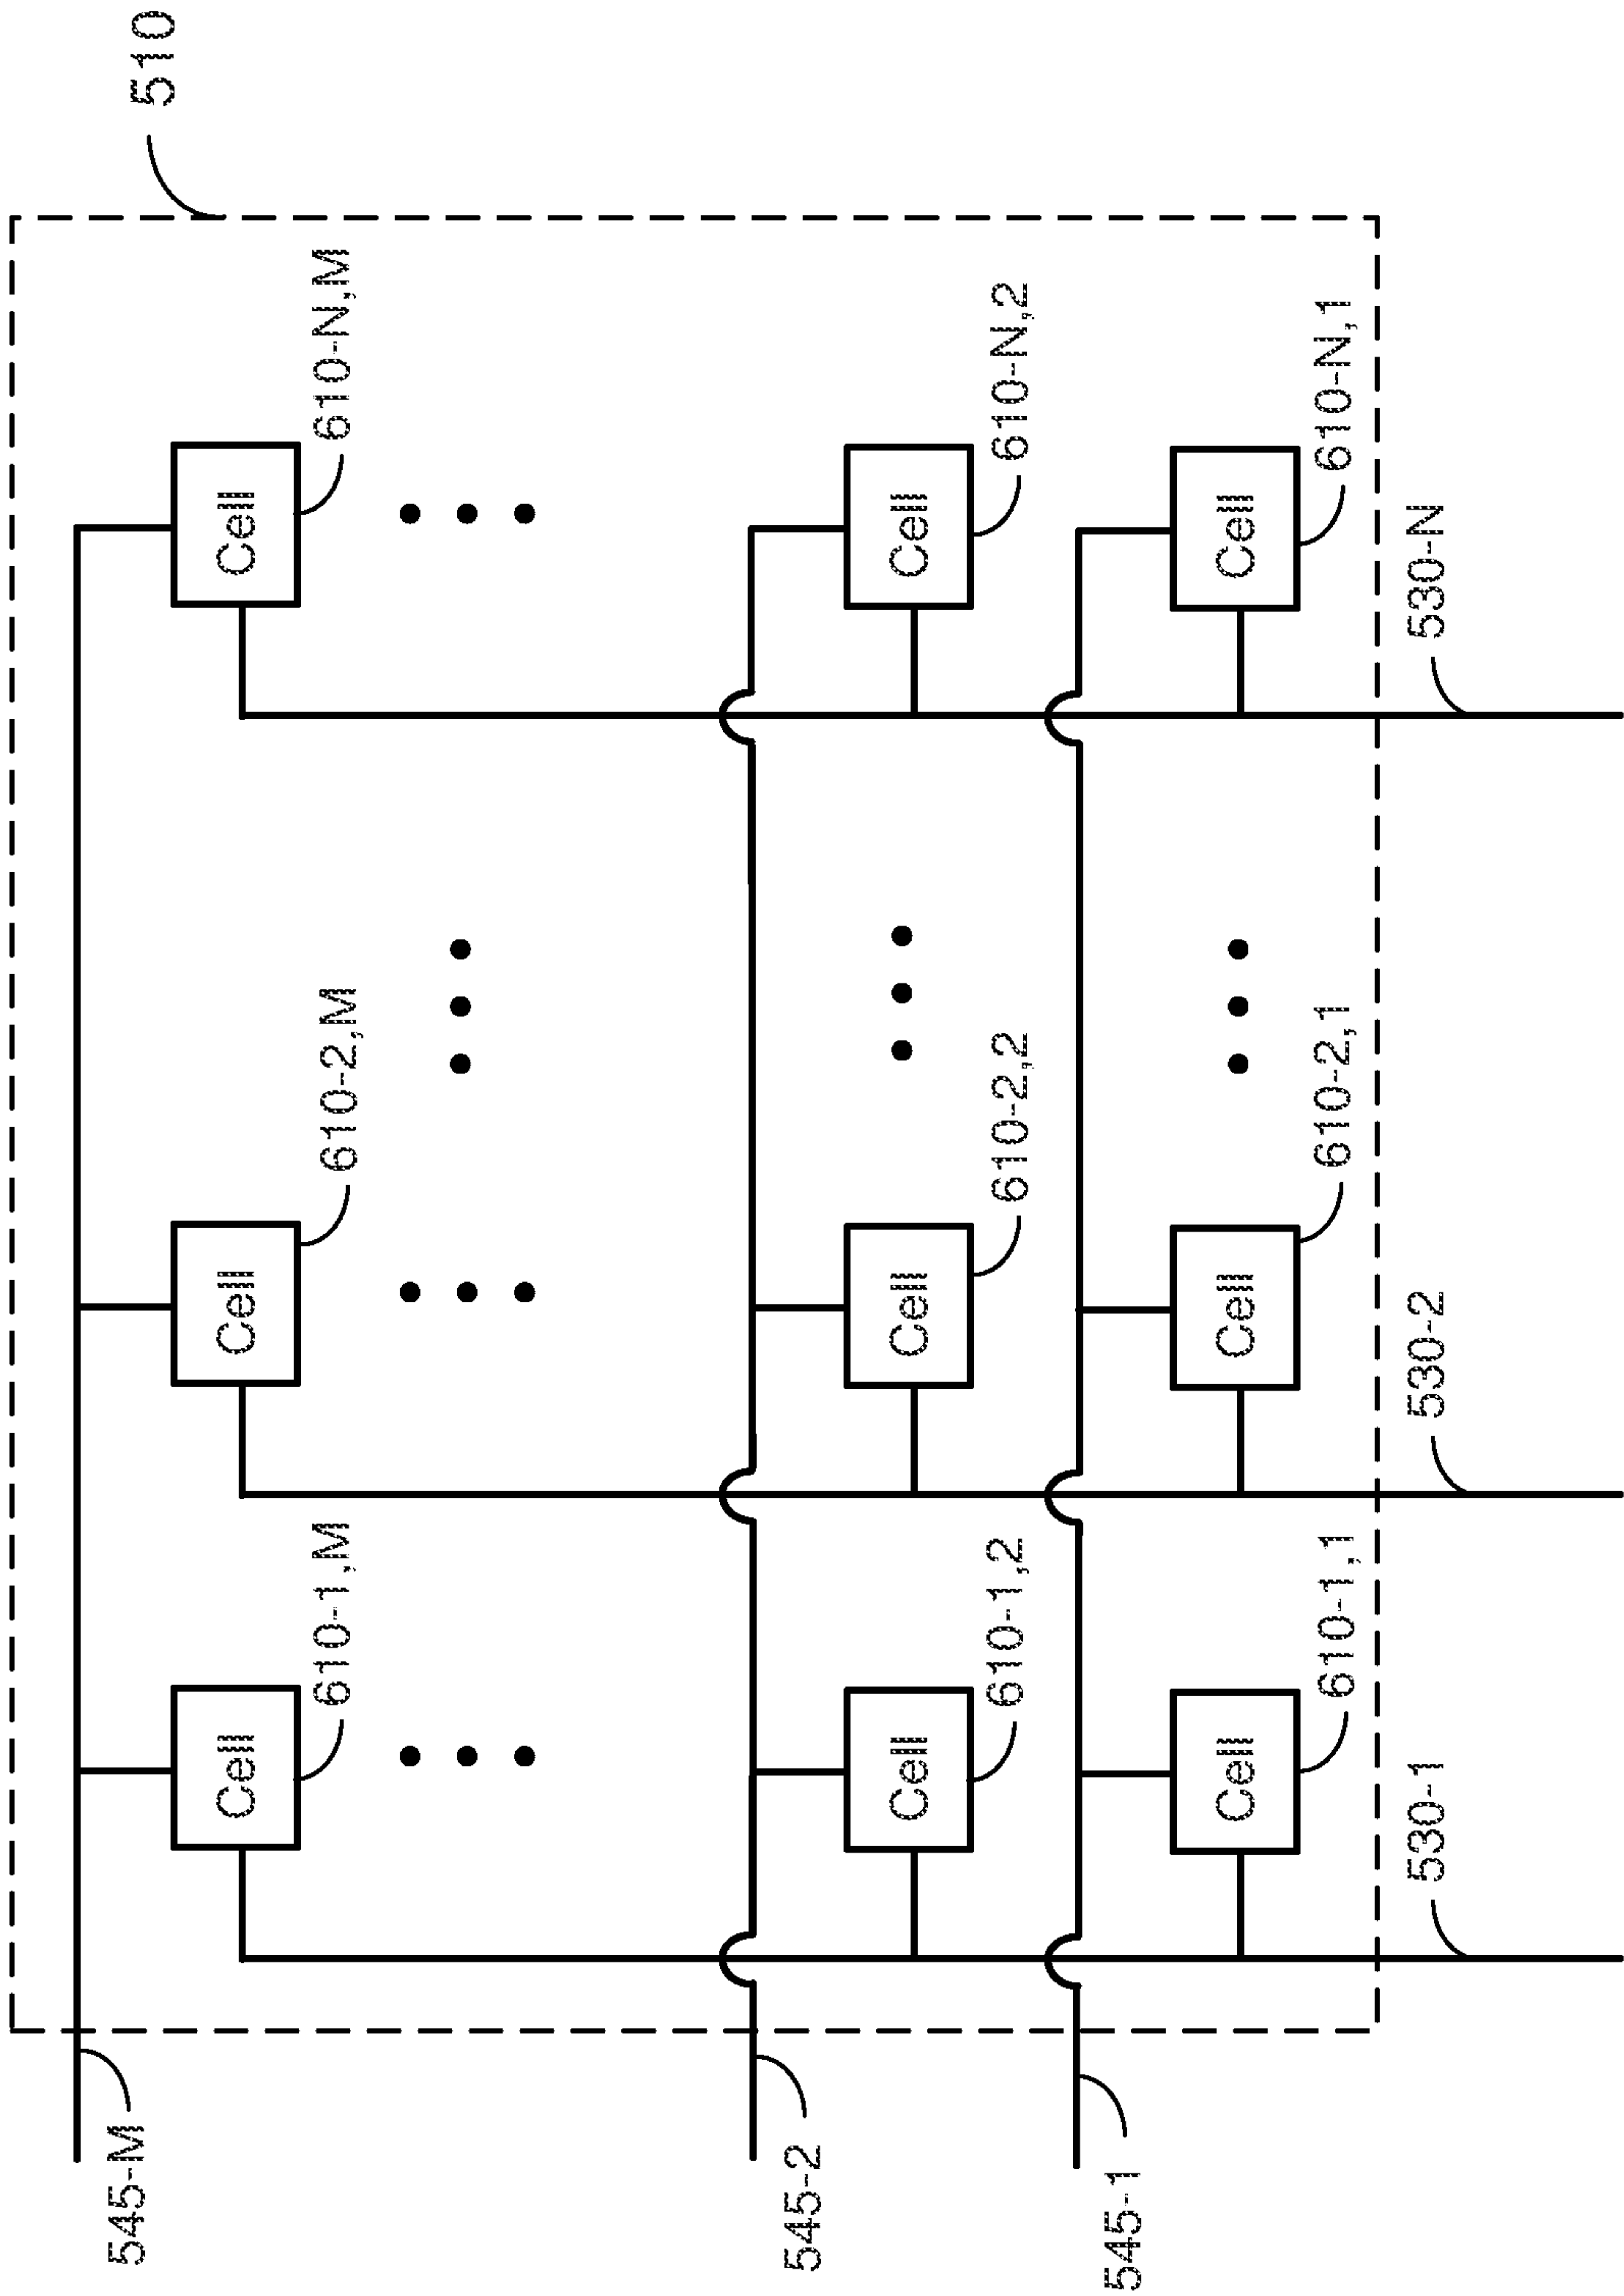 510
545-M
Cell
610-1,M
Cell
610-2,M
Cell
610-N,M
545-2
Cell
610-1,2
Cell
610-2,2
Cell
610-N,2
545-1
Cell
610-1,1
Cell
610-2,1
Cell
610-N,1
530-1
530-2
530-N